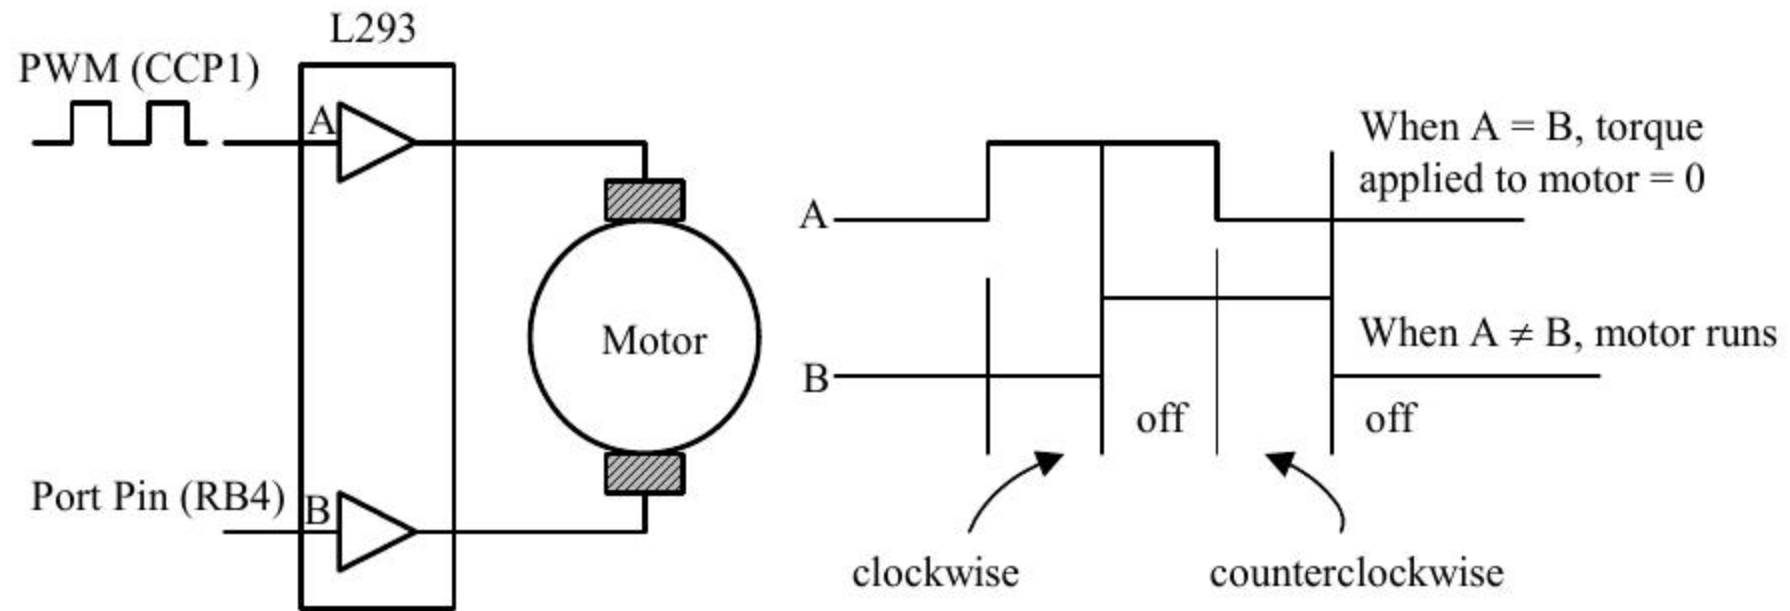 L293
PWM (CCP1)
A
Motor
Port Pin (RB4)
B
A
B
When A = B, torque
applied to motor = 0
When A ≠ B, motor runs
off
off
clockwise
counterclockwise